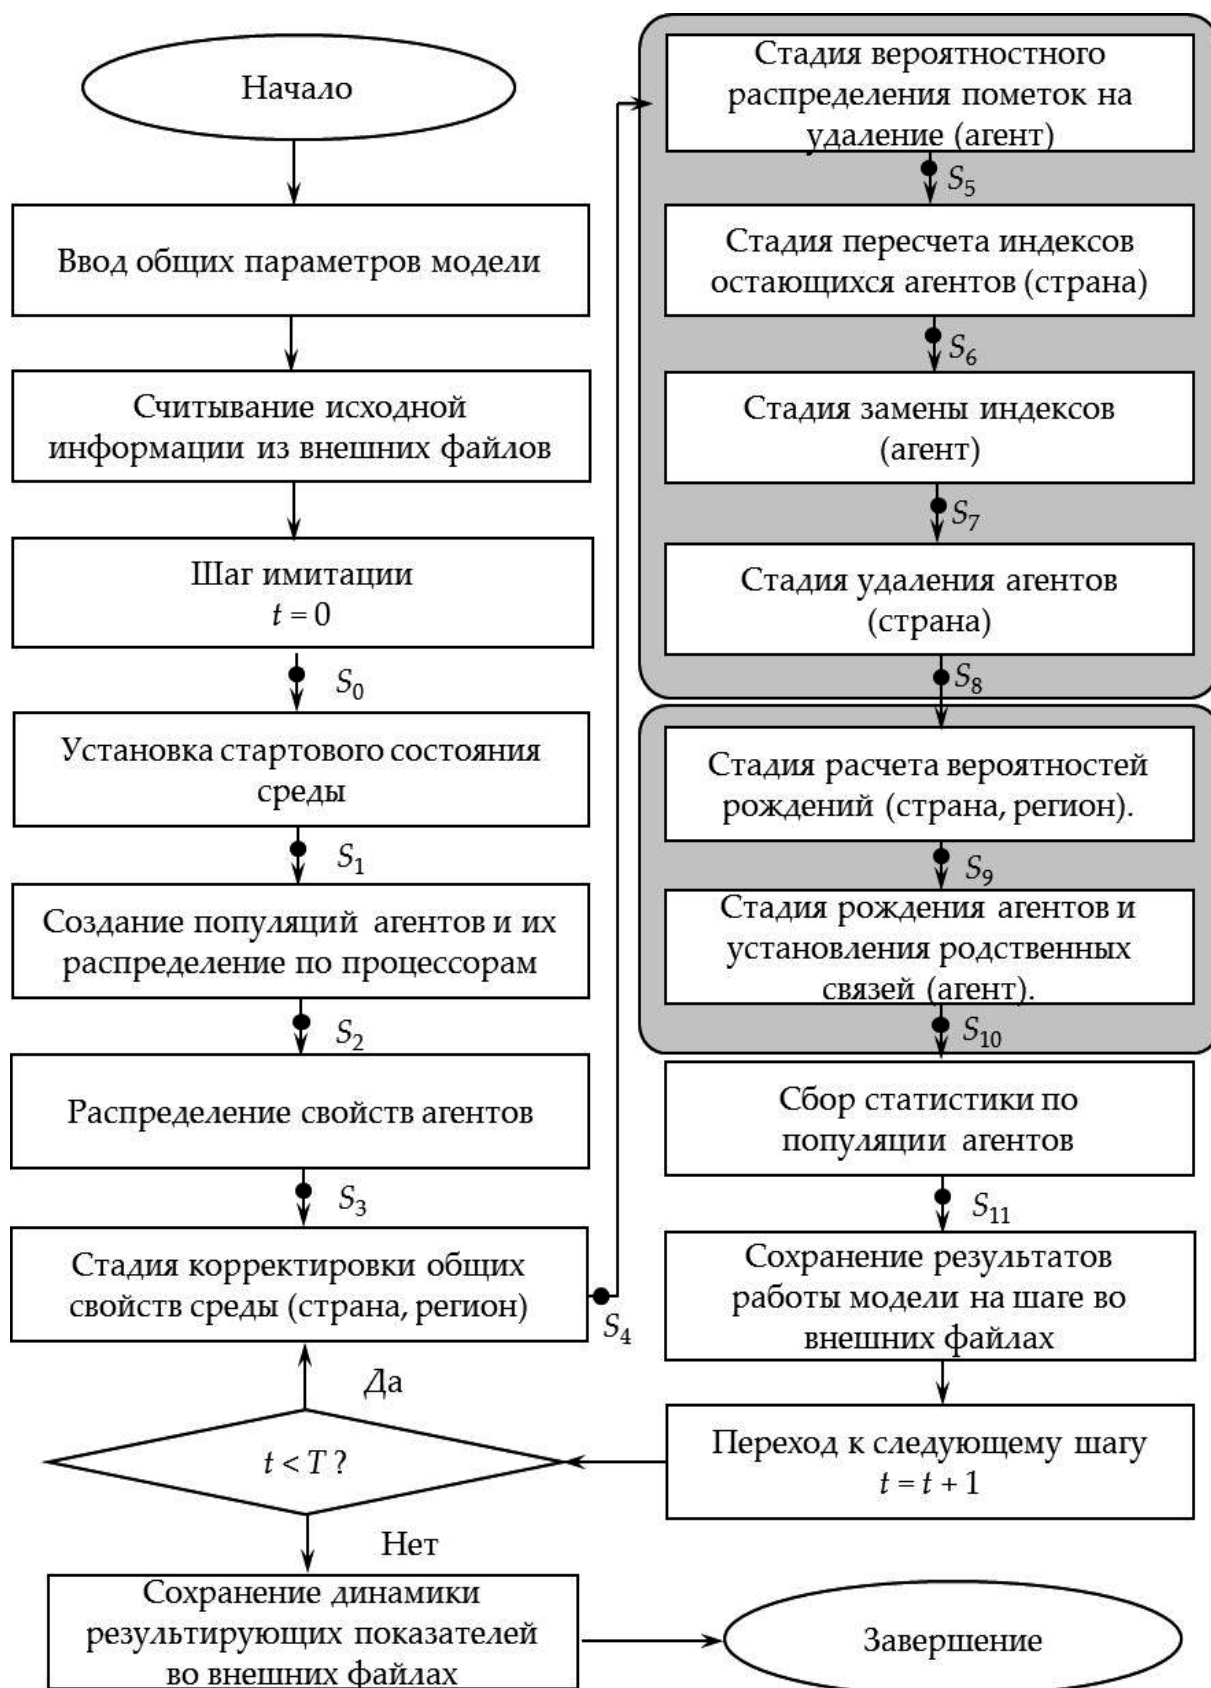 Начало
Ввод общих параметров модели
Считывание исходной
информации из внешних файлов
Шаг имитации
t = 0
S0
Установка стартового состояния
среды
S1
Создание популяций агентов и их
распределение по процессорам
S2
Распределение свойств агентов
S3
Стадия корректировки общих
свойств среды (страна, регион)
S4
Стадия вероятностного
распределения пометок на
удаление (агент)
S5
Стадия пересчета индексов
остающихся агентов (страна)
S6
Стадия замены индексов
(агент)
S7
Стадия удаления агентов
(страна)
S8
Стадия расчета вероятностей
рождений (страна, регион).
S9
Стадия рождения агентов и
установления родственных
связей (агент).
S10
Сбор статистики по
популяции агентов
S11
Сохранение результатов
работы модели на шаге во
внешних файлах
Переход к следующему шагу
t = t + 1
Да
t < T ?
Нет
Сохранение динамики
результирующих показателей
во внешних файлах
Завершение